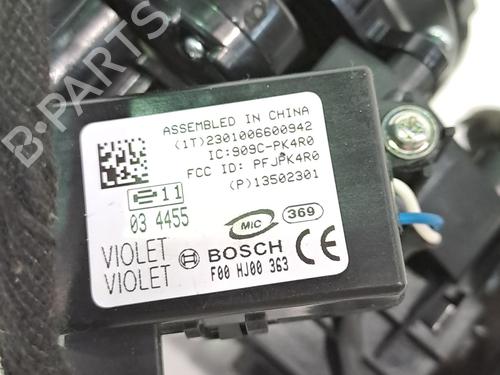 ASSEMBLED IN CHINA
(1T)2301006600942
IC:909C-PK4R0
FCC ID: PFJPK4R0
(P)13502301
11
03 4455
MIC
369
VIOLET
VIOLET
BOSCH
F00 HJ00 363
CE
B-PARTS